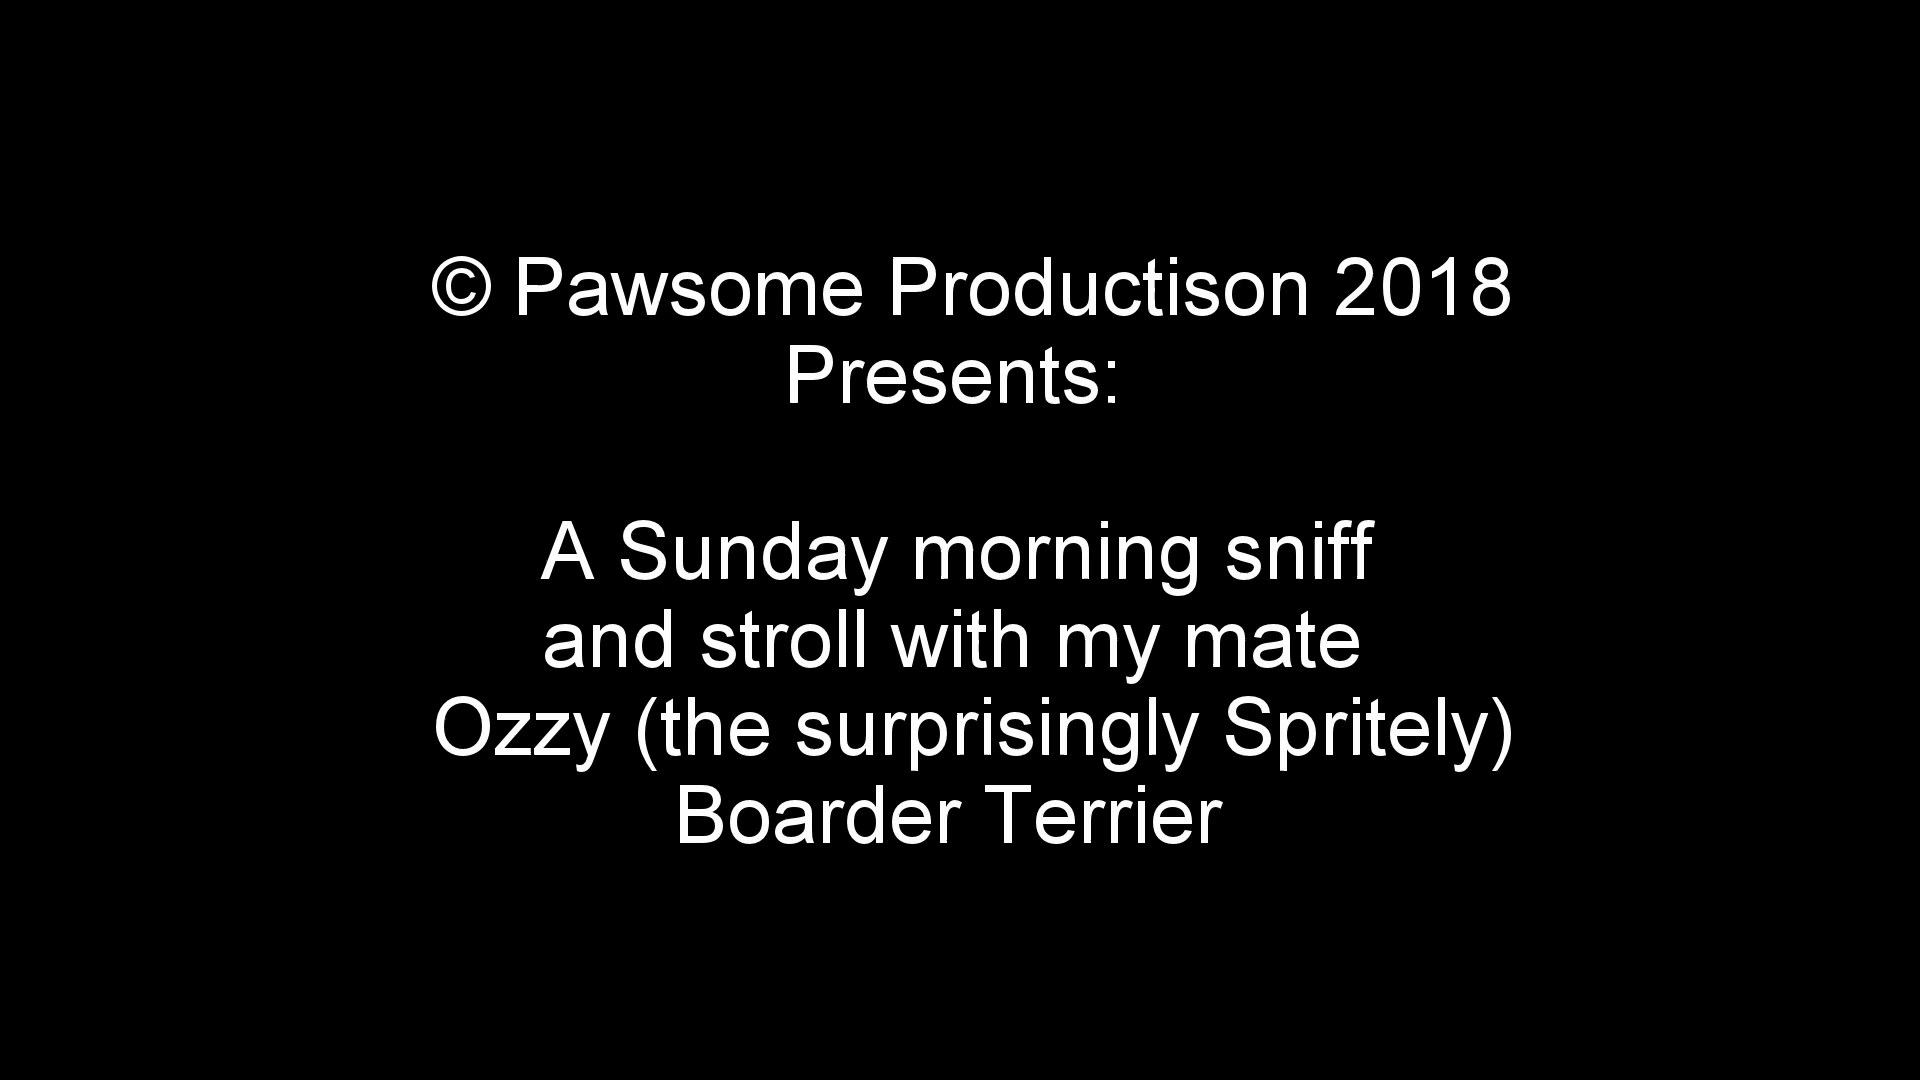 © Pawsome Productison 2018
Presents:
A Sunday morning sniff
and stroll with my mate
Ozzy (the surprisingly Spritely)
Boarder Terrier